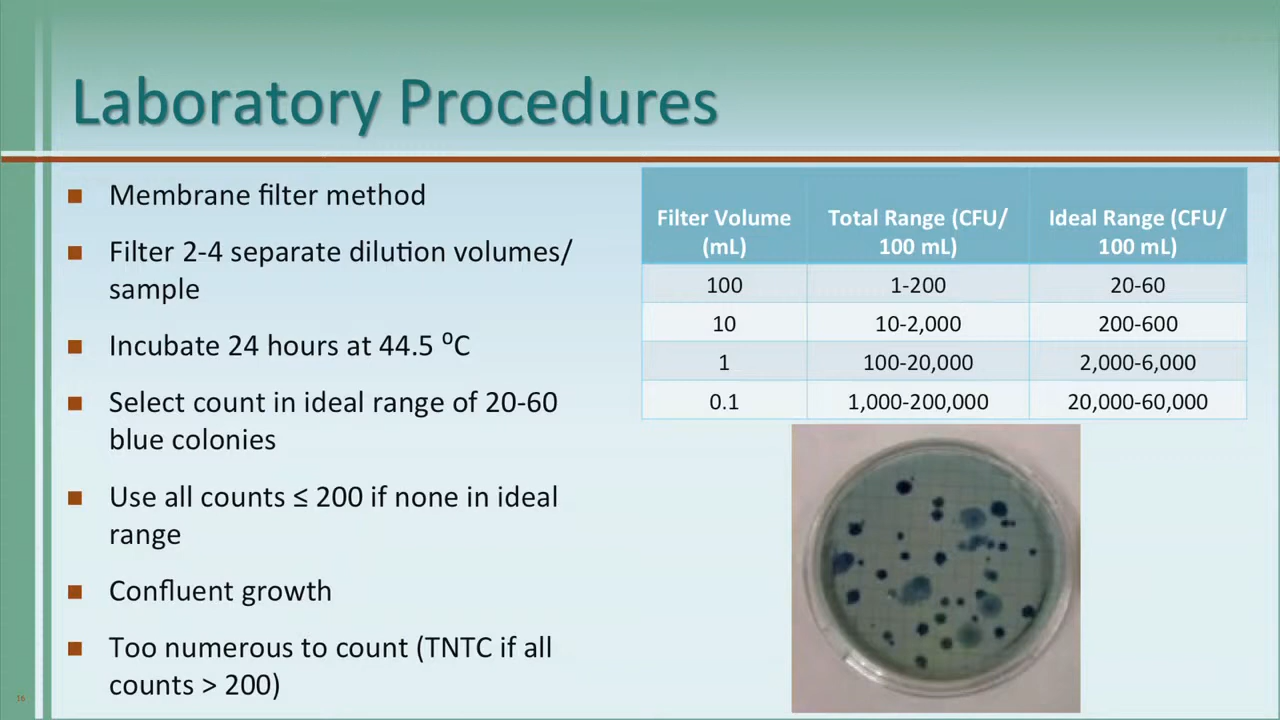 Laboratory Procedures
Membrane filter method
Filter 2-4 separate dilution volumes/
sample
Incubate 24 hours at 44.5 ⁰C
Select count in ideal range of 20-60
blue colonies
Use all counts ≤ 200 if none in ideal
range
Confluent growth
Too numerous to count (TNTC if all
counts > 200)
Filter Volume
(mL)
Total Range (CFU/
100 mL)
Ideal Range (CFU/
100 mL)
100 1-200 20-60
10 10-2,000 200-600
1 100-20,000 2,000-6,000
0.1 1,000-200,000 20,000-60,000
16